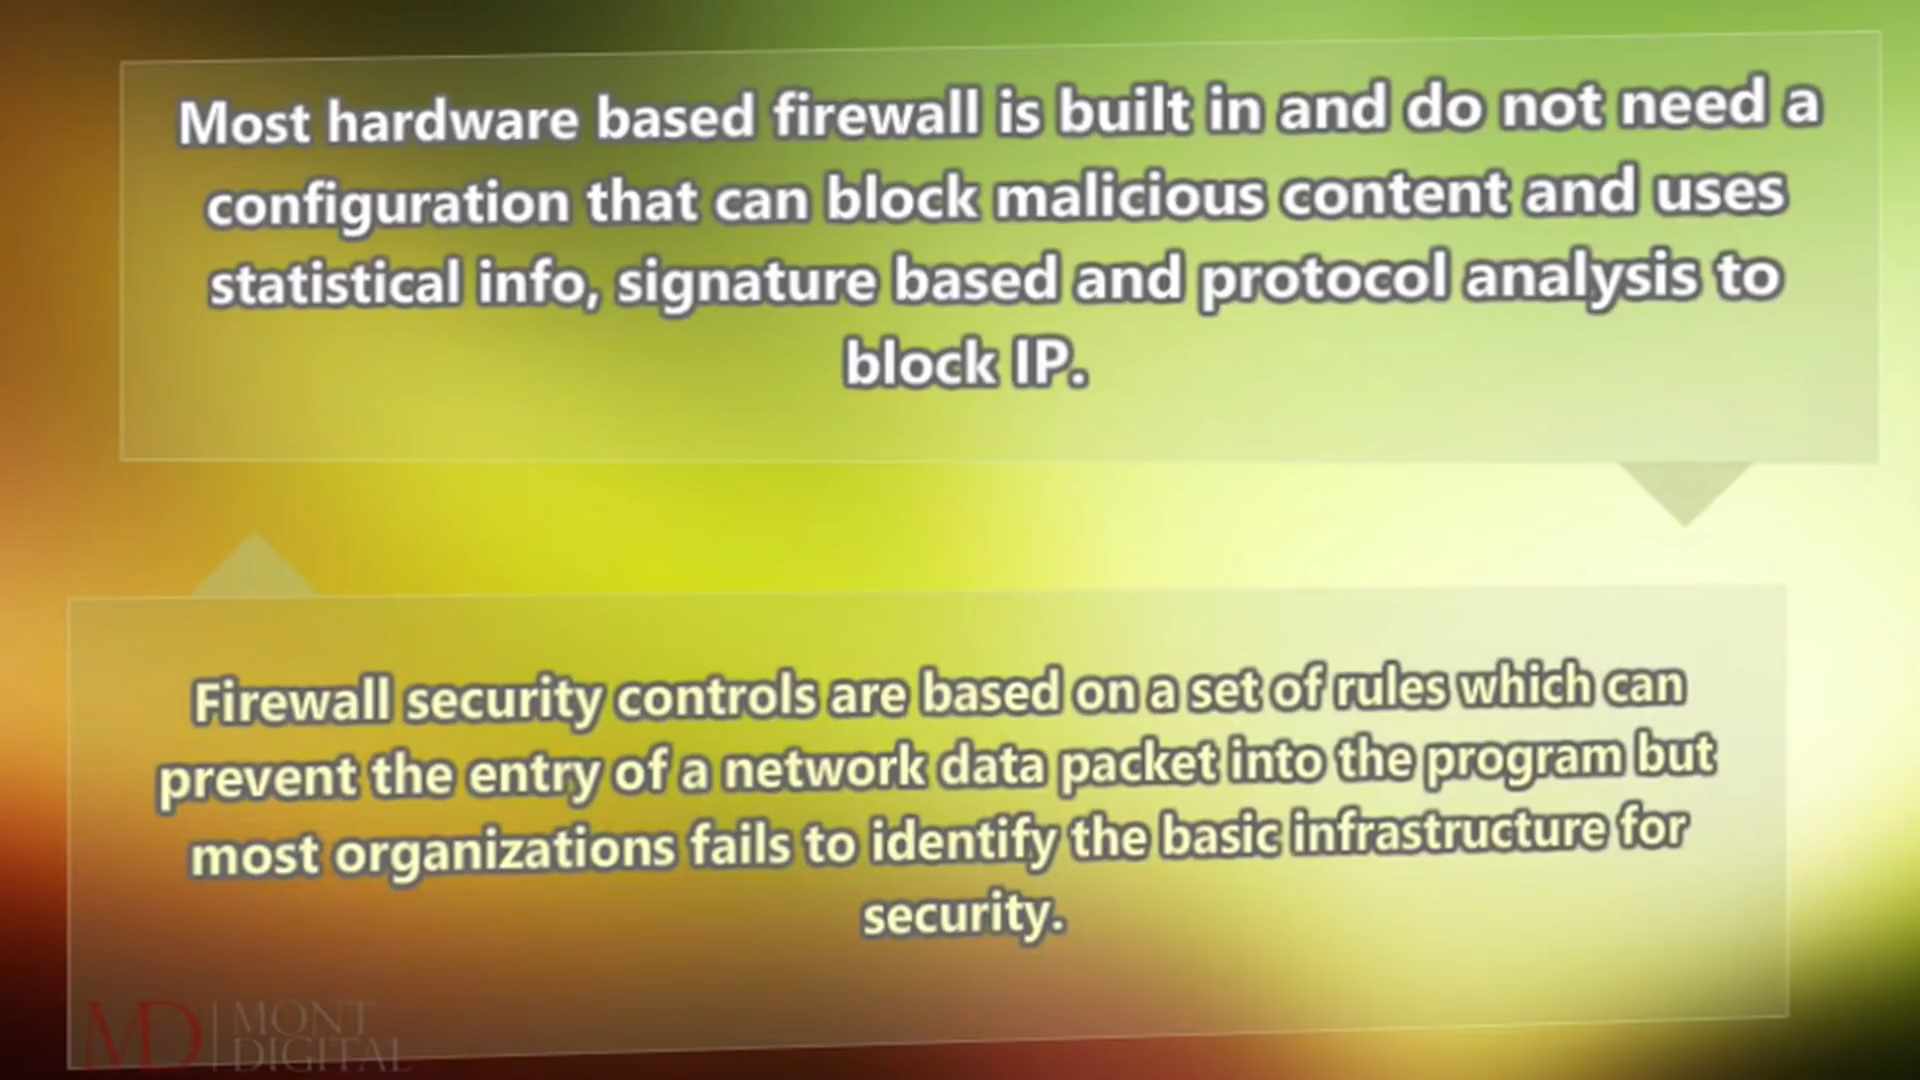 Most hardware based firewall is built in and do not need a
configuration that can block malicious content and uses
statistical info, signature based and protocol analysis to
block IP.
Firewall security controls are based on a set of rules which can
prevent the entry of a network data packet into the program but
most organizations fails to identify the basic infrastructure for
security.
MD
MONT
DIGITAL